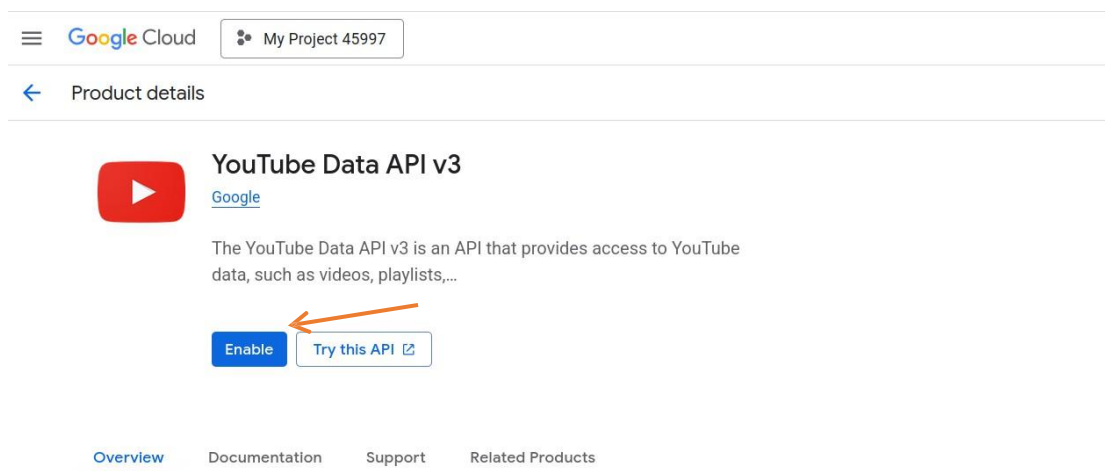 Google Cloud My Project 45997
Product details
YouTube Data API v3
Google
The YouTube Data API v3 is an API that provides access to YouTube
data, such as videos, playlists,...
Enable Try this API
Overview Documentation Support Related Products